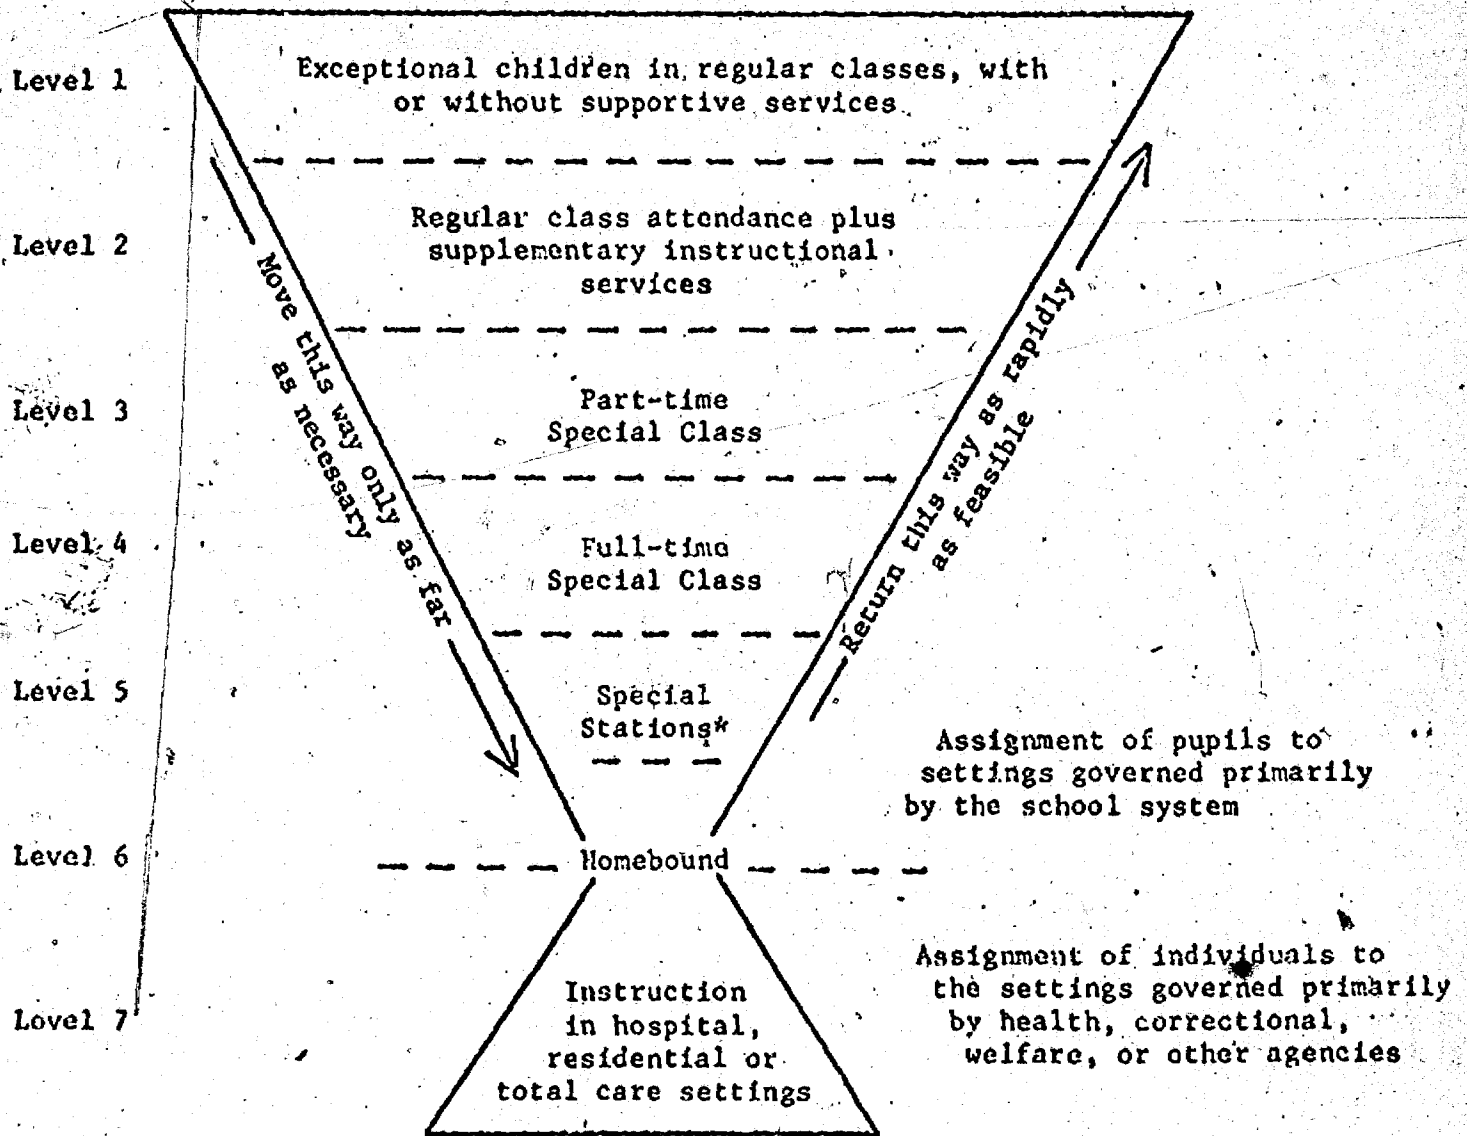 Level 1
Exceptional children in regular classes, with
or without supportive services
Level 2
Regular class attendance plus
supplementary instructional
services
Move this way only as far
as necessary
Return this way as rapidly
as feasible
Level 3
Part-time
Special Class
Level 4
Full-time
Special Class
Level 5
Special
Stations*
Assignment of pupils to
settings governed primarily
by the school system
Level 6
Homebound
Level 7
Instruction
in hospital,
residential or
total care settings
Assignment of individuals to
the settings governed primarily
by health, correctional,
welfare, or other agencies